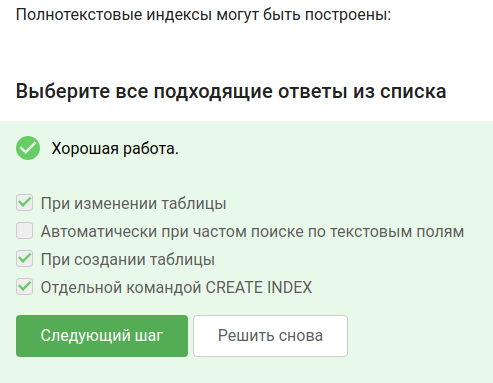 Полнотекстовые индексы могут быть построены:
Выберите все подходящие ответы из списка
Хорошая работа.
При изменении таблицы
Автоматически при частом поиске по текстовым полям
При создании таблицы
Отдельной командой CREATE INDEX
Следующий шаг
Решить снова